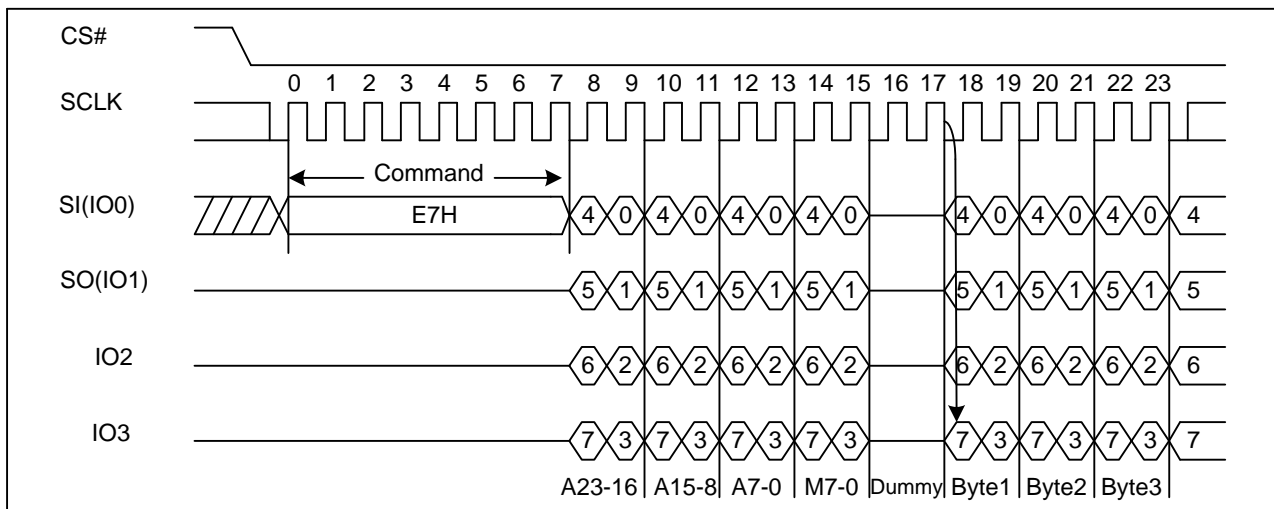 CS#
0 1 2 3 4 5 6 7 8 9 10 11 12 13 14 15 16 17 18 19 20 21 22 23
SCLK
Command
SI(IO0) E7H 4 0 4 0 4 0 4 0 4 0 4 0 4 0 4
SO(IO1) 5 1 5 1 5 1 5 1 5 1 5 1 5 1 5
IO2 6 2 6 2 6 2 6 2 6 2 6 2 6 2 6
IO3 7 3 7 3 7 3 7 3 7 3 7 3 7 3 7
A23-16 A15-8 A7-0 M7-0 Dummy Byte1 Byte2 Byte3